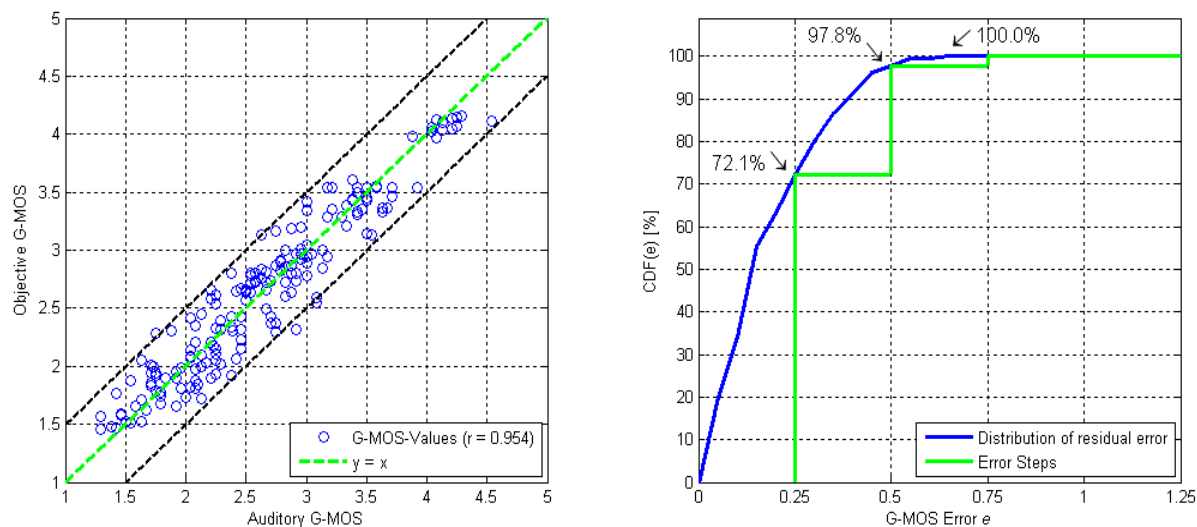 5
4.5
4
3.5
3
2.5
2
1.5
1
Objective G-MOS
1 1.5 2 2.5 3 3.5 4 4.5 5
Auditory G-MOS
G-MOS-Values (r = 0.954)
y = x
97.8%
100.0%
72.1%
100
90
80
70
60
50
40
30
20
10
0
CDF(e) [%]
0 0.25 0.5 0.75 1 1.25
G-MOS Error e
Distribution of residual error
Error Steps